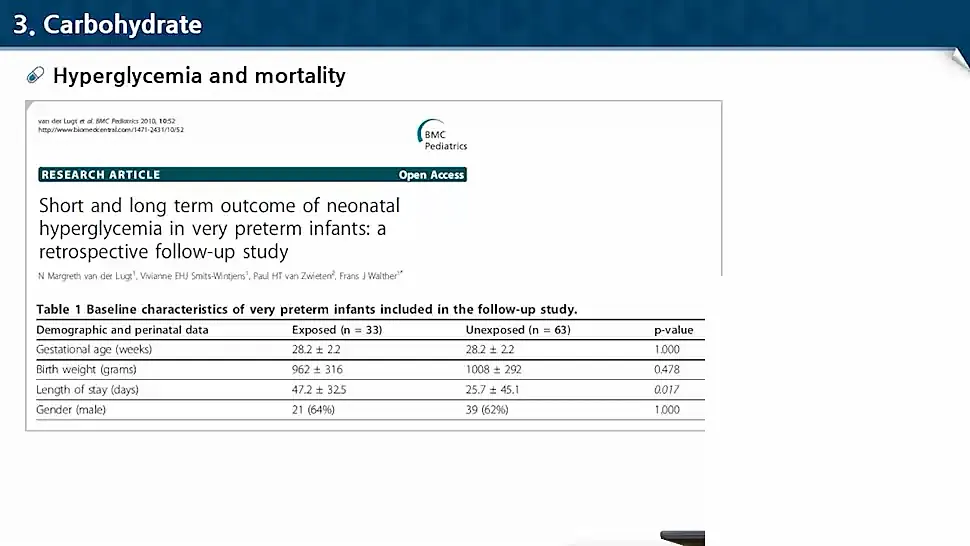 3. Carbohydrate
Hyperglycemia and mortality
van der Lugt et al. BMC Pediatrics 2010, 10:52
http://www.biomedcentral.com/1471-2431/10/52
BMC
Pediatrics
RESEARCH ARTICLE Open Access
Short and long term outcome of neonatal
hyperglycemia in very preterm infants: a
retrospective follow-up study
N Margreth van der Lugt1, Vivianne EHJ Smits-Wintjens1, Paul HT van Zwieten2, Frans J Walther1*
Table 1 Baseline characteristics of very preterm infants included in the follow-up study.
Demographic and perinatal data Exposed (n = 33) Unexposed (n = 63) p-value
Gestational age (weeks) 28.2 ± 2.2 28.2 ± 2.2 1.000
Birth weight (grams) 962 ± 316 1008 ± 292 0.478
Length of stay (days) 47.2 ± 32.5 25.7 ± 45.1 0.017
Gender (male) 21 (64%) 39 (62%) 1.000